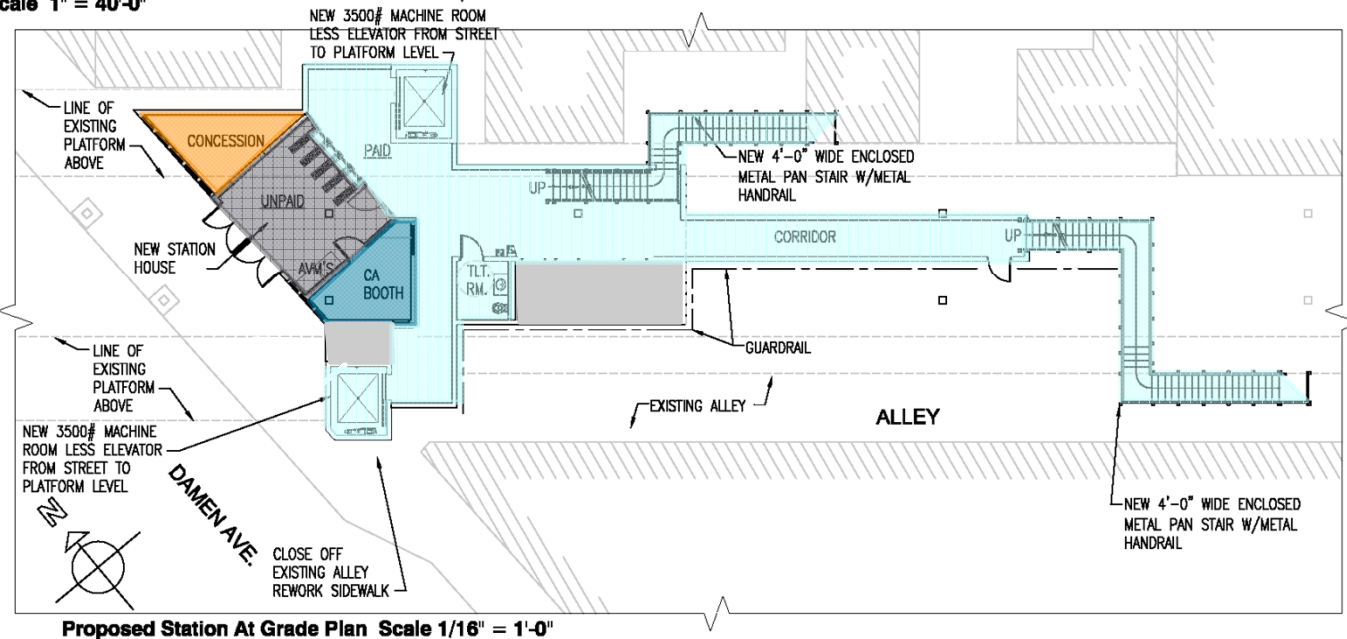 cale 1" = 40'-0"
NEW 3500# MACHINE ROOM
LESS ELEVATOR FROM STREET
TO PLATFORM LEVEL
LINE OF
EXISTING
PLATFORM
ABOVE
CONCESSION
PAID
UNPAID
NEW STATION
HOUSE
AVM'S
CA
BOOTH
TLT.
RM.
UP
NEW 4'-0" WIDE ENCLOSED
METAL PAN STAIR W/METAL
HANDRAIL
CORRIDOR
UP
GUARDRAIL
LINE OF
EXISTING
PLATFORM
ABOVE
EXISTING ALLEY
ALLEY
NEW 3500# MACHINE
ROOM LESS ELEVATOR
FROM STREET TO
PLATFORM LEVEL
DAMEN AVE.
N
CLOSE OFF
EXISTING ALLEY
REWORK SIDEWALK
NEW 4'-0" WIDE ENCLOSED
METAL PAN STAIR W/METAL
HANDRAIL
Proposed Station At Grade Plan Scale 1/16" = 1'-0"